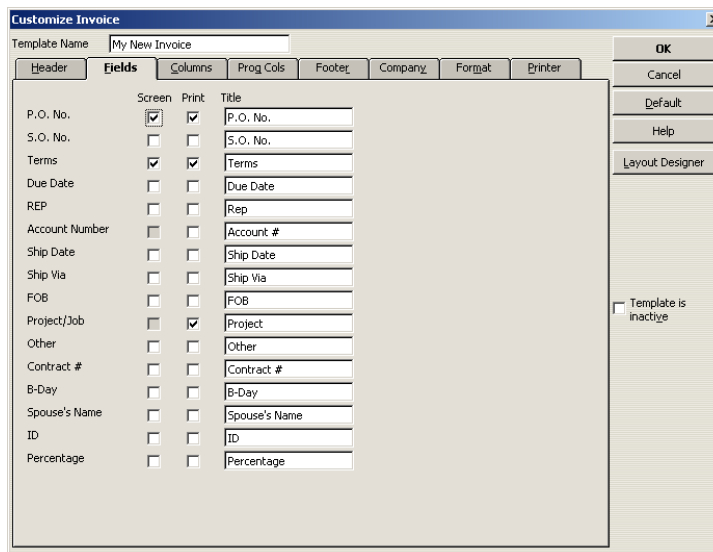 Customize Invoice
Template Name My New Invoice
Header Fields Columns Prog Cols Footer Company Format Printer
OK
Cancel
Default
Help
Layout Designer
Template is
inactive
Screen Print Title
P.O. No. P.O. No.
S.O. No. S.O. No.
Terms Terms
Due Date Due Date
REP Rep
Account Number Account #
Ship Date Ship Date
Ship Via Ship Via
FOB FOB
Project/Job Project
Other Other
Contract # Contract #
B-Day B-Day
Spouse's Name Spouse's Name
ID ID
Percentage Percentage